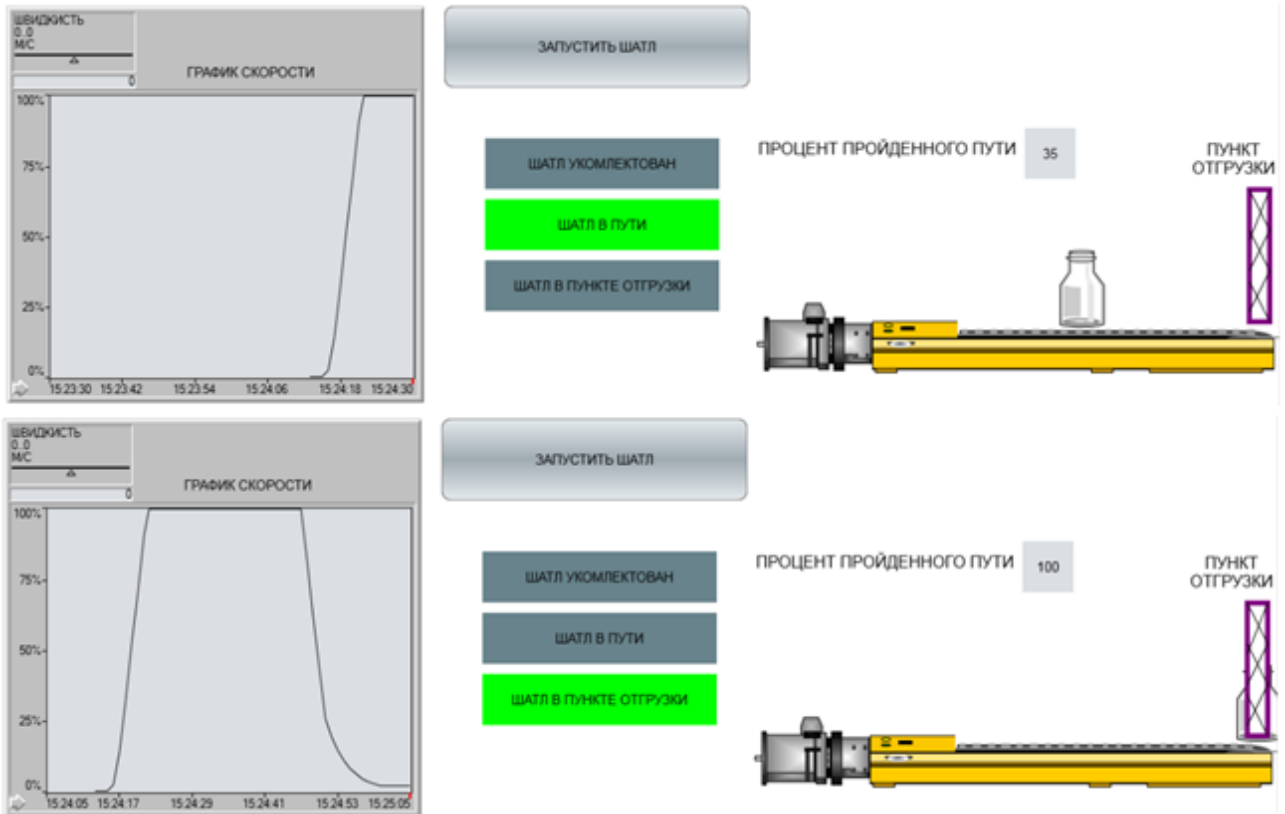 ШВИДКИСТЬ
0..0
М/С
0
ГРАФИК СКОРОСТИ
100%
75%
50%
25%
0%
15:23:30 15:23:42 15:23:54 15:24:06 15:24:18 15:24:30
ЗАПУСТИТЬ ШАТЛ
ШАТЛ УКОМЛЕКТОВАН
ШАТЛ В ПУТИ
ШАТЛ В ПУНКТЕ ОТГРУЗКИ
ПРОЦЕНТ ПРОЙДЕННОГО ПУТИ 35
ПУНКТ
ОТГРУЗКИ
ШВИДКИСТЬ
0..0
М/С
0
ГРАФИК СКОРОСТИ
100%
75%
50%
25%
0%
15:24:05 15:24:17 15:24:29 15:24:41 15:24:53 15:25:05
ЗАПУСТИТЬ ШАТЛ
ШАТЛ УКОМЛЕКТОВАН
ШАТЛ В ПУТИ
ШАТЛ В ПУНКТЕ ОТГРУЗКИ
ПРОЦЕНТ ПРОЙДЕННОГО ПУТИ 100
ПУНКТ
ОТГРУЗКИ